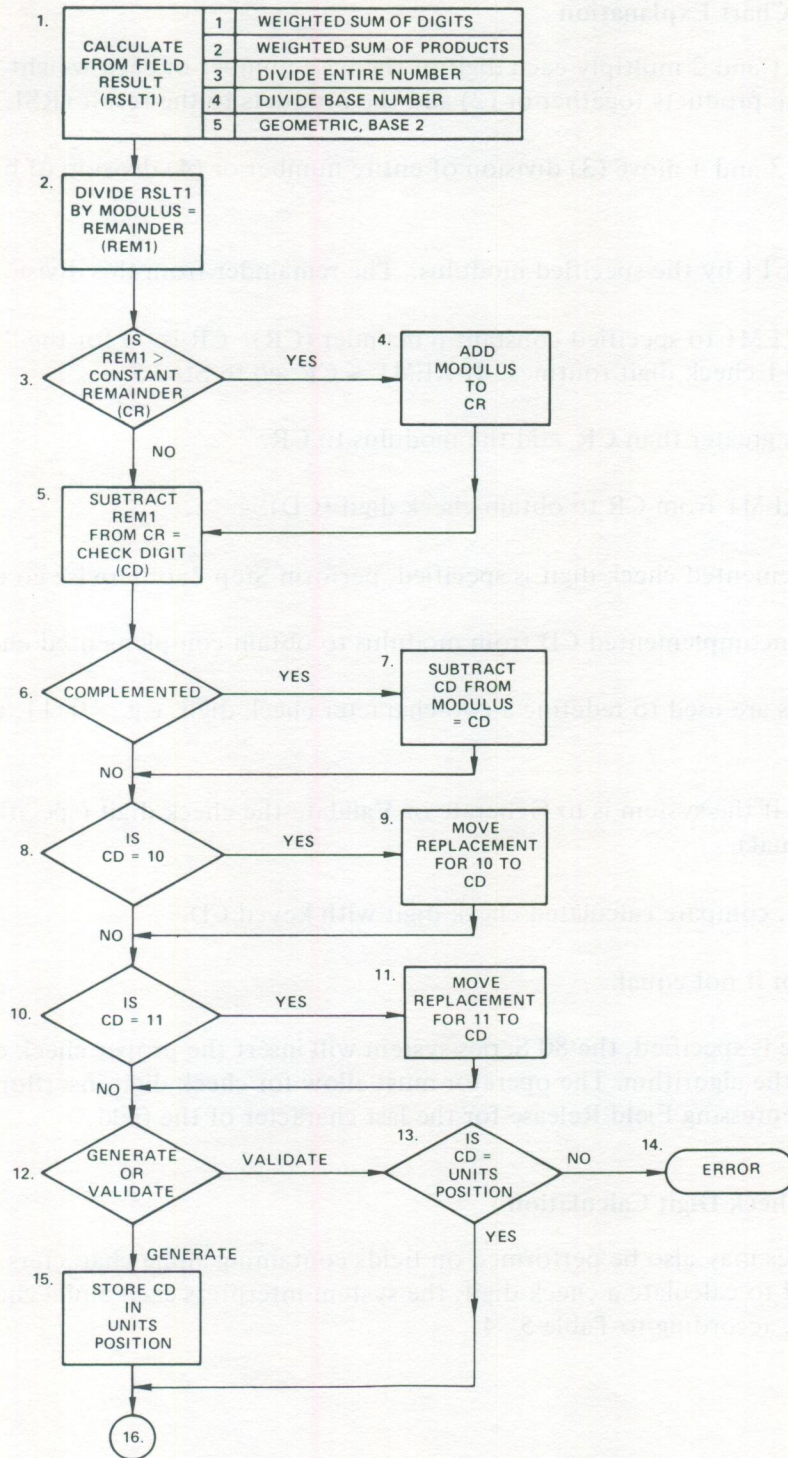 1.
CALCULATE
FROM FIELD
RESULT
(RSLT1)
1 WEIGHTED SUM OF DIGITS
2 WEIGHTED SUM OF PRODUCTS
3 DIVIDE ENTIRE NUMBER
4 DIVIDE BASE NUMBER
5 GEOMETRIC, BASE 2
2.
DIVIDE RSLT1
BY MODULUS =
REMAINDER
(REM1)
3.
IS
REM1 >
CONSTANT
REMAINDER
(CR)
YES
4.
ADD
MODULUS
TO
CR
NO
5.
SUBTRACT
REM1
FROM CR =
CHECK DIGIT
(CD)
6.
COMPLEMENTED
YES
7.
SUBTRACT
CD FROM
MODULUS
= CD
NO
8.
IS
CD = 10
YES
9.
MOVE
REPLACEMENT
FOR 10 TO
CD
NO
10.
IS
CD = 11
YES
11.
MOVE
REPLACEMENT
FOR 11 TO
CD
NO
12.
GENERATE
OR
VALIDATE
VALIDATE
13.
IS
CD =
UNITS
POSITION
NO
14.
ERROR
YES
GENERATE
15.
STORE CD
IN
UNITS
POSITION
16.